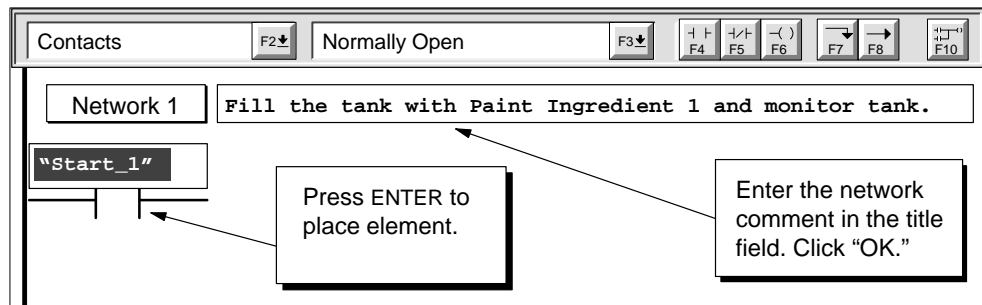 Contacts F2 Normally Open F3 F4 F5 F6 F7 F8 F10
Network 1 Fill the tank with Paint Ingredient 1 and monitor tank.
“Start_1”
Press ENTER to
place element.
Enter the network
comment in the title
field. Click “OK.”